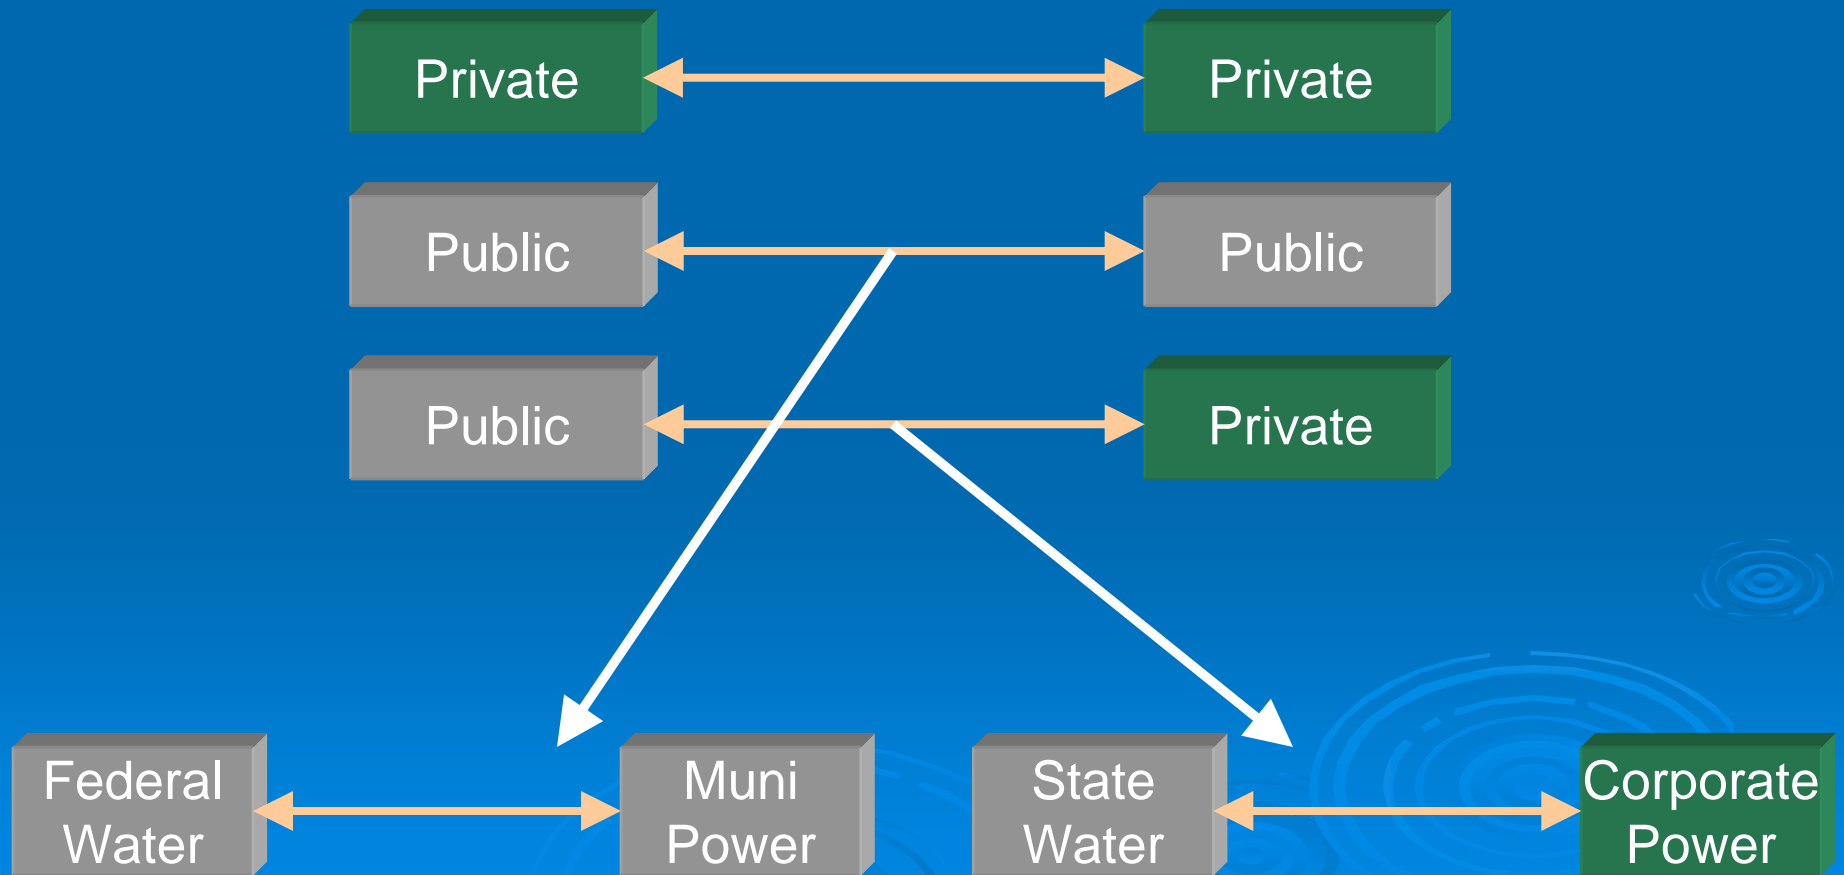 Private
Private
Public
Public
Public
Private
Federal
Water
Muni
Power
State
Water
Corporate
Power